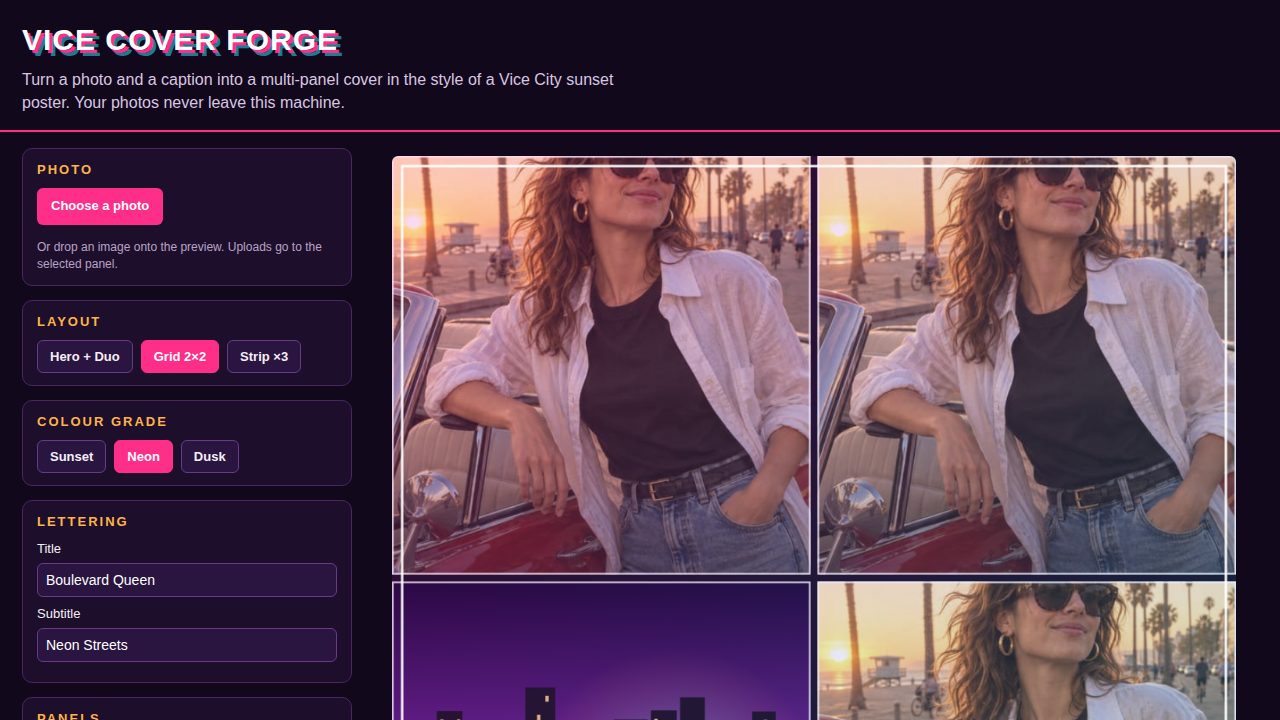 VICE COVER FORGE
Turn a photo and a caption into a multi-panel cover in the style of a Vice City sunset
poster. Your photos never leave this machine.
PHOTO
Choose a photo
Or drop an image onto the preview. Uploads go to the
selected panel.
LAYOUT
Hero + Duo
Grid 2×2
Strip ×3
COLOUR GRADE
Sunset
Neon
Dusk
LETTERING
Title
Boulevard Queen
Subtitle
Neon Streets
PANELS